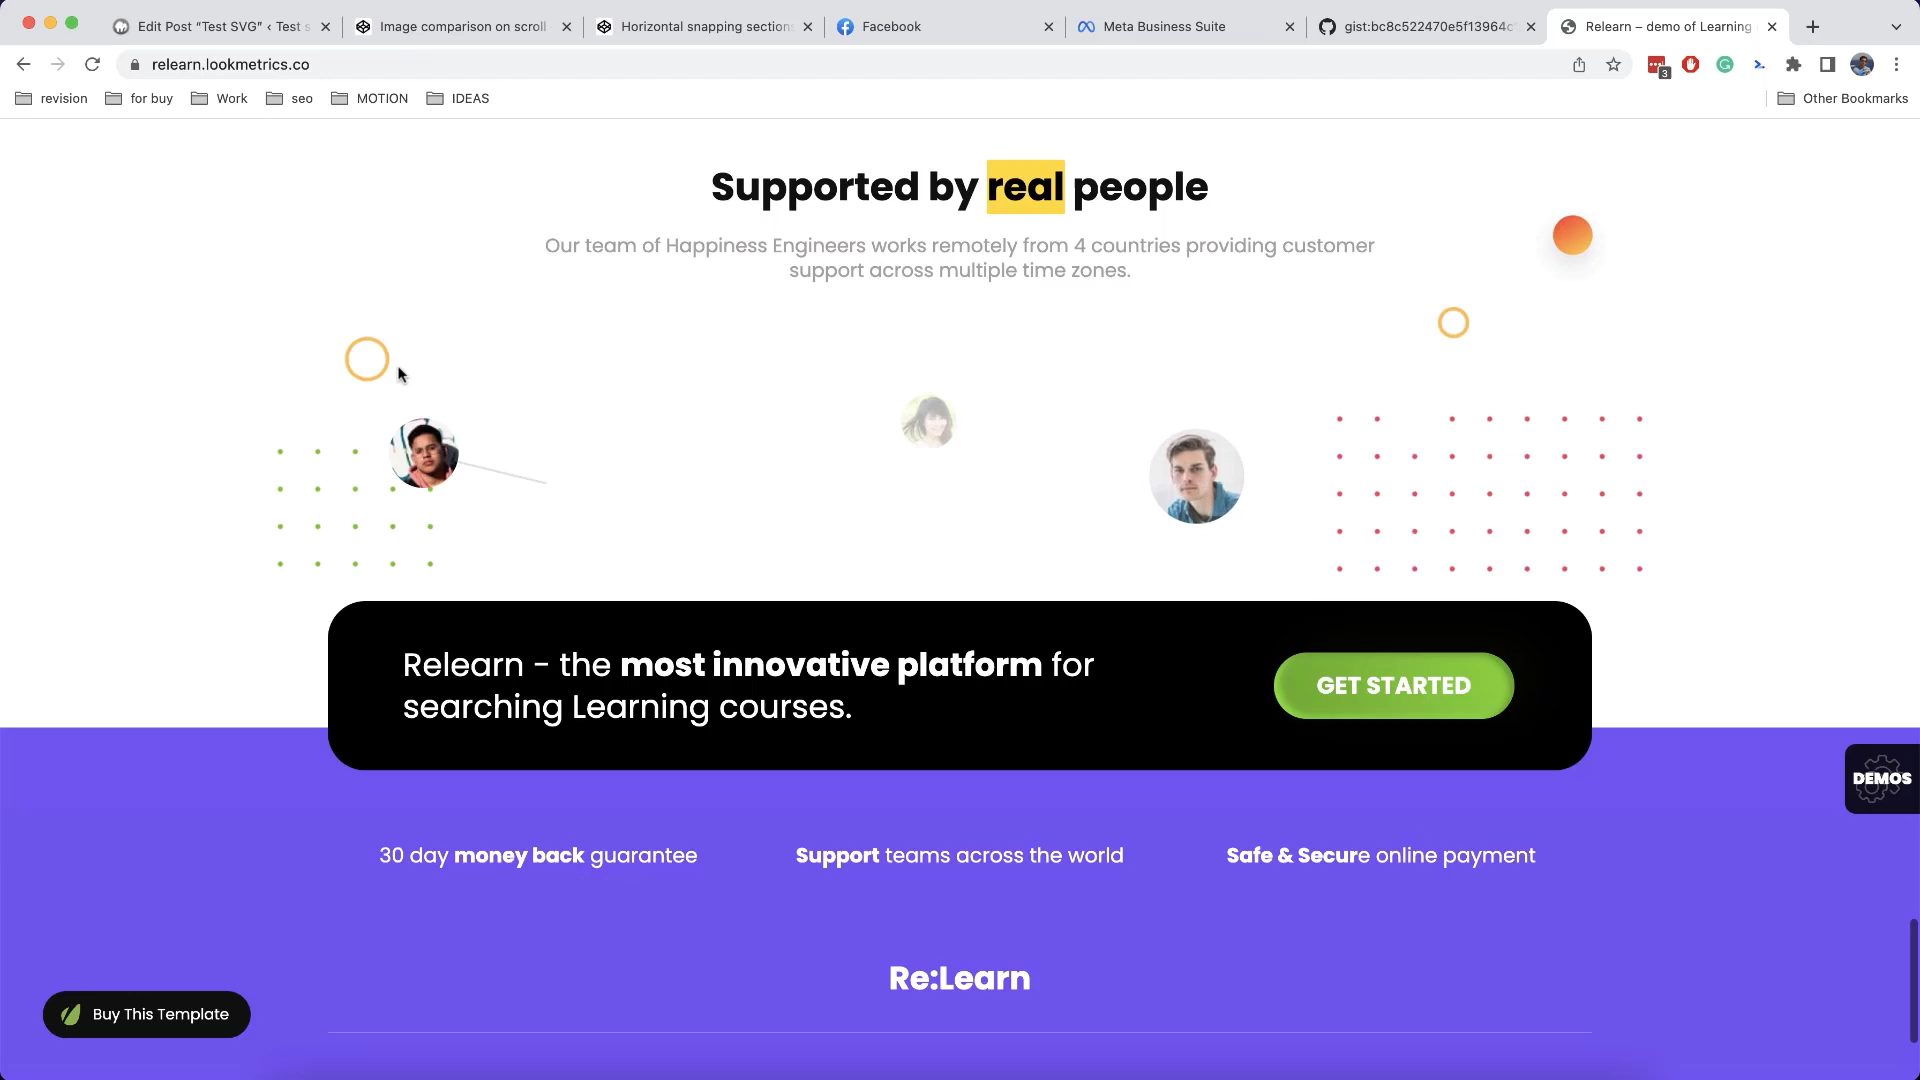 Edit Post “Test SVG” ‹ Test s
Image comparison on scroll
Horizontal snapping sections
Facebook
Meta Business Suite
gist:bc8c522470e5f13964c
Relearn – demo of Learning
relearn.lookmetrics.co
3
revision
for buy
Work
seo
MOTION
IDEAS
Other Bookmarks
Supported by real people
Our team of Happiness Engineers works remotely from 4 countries providing customer
support across multiple time zones.
Relearn - the most innovative platform for
searching Learning courses.
GET STARTED
DEMOS
30 day money back guarantee
Support teams across the world
Safe & Secure online payment
Re:Learn
Buy This Template